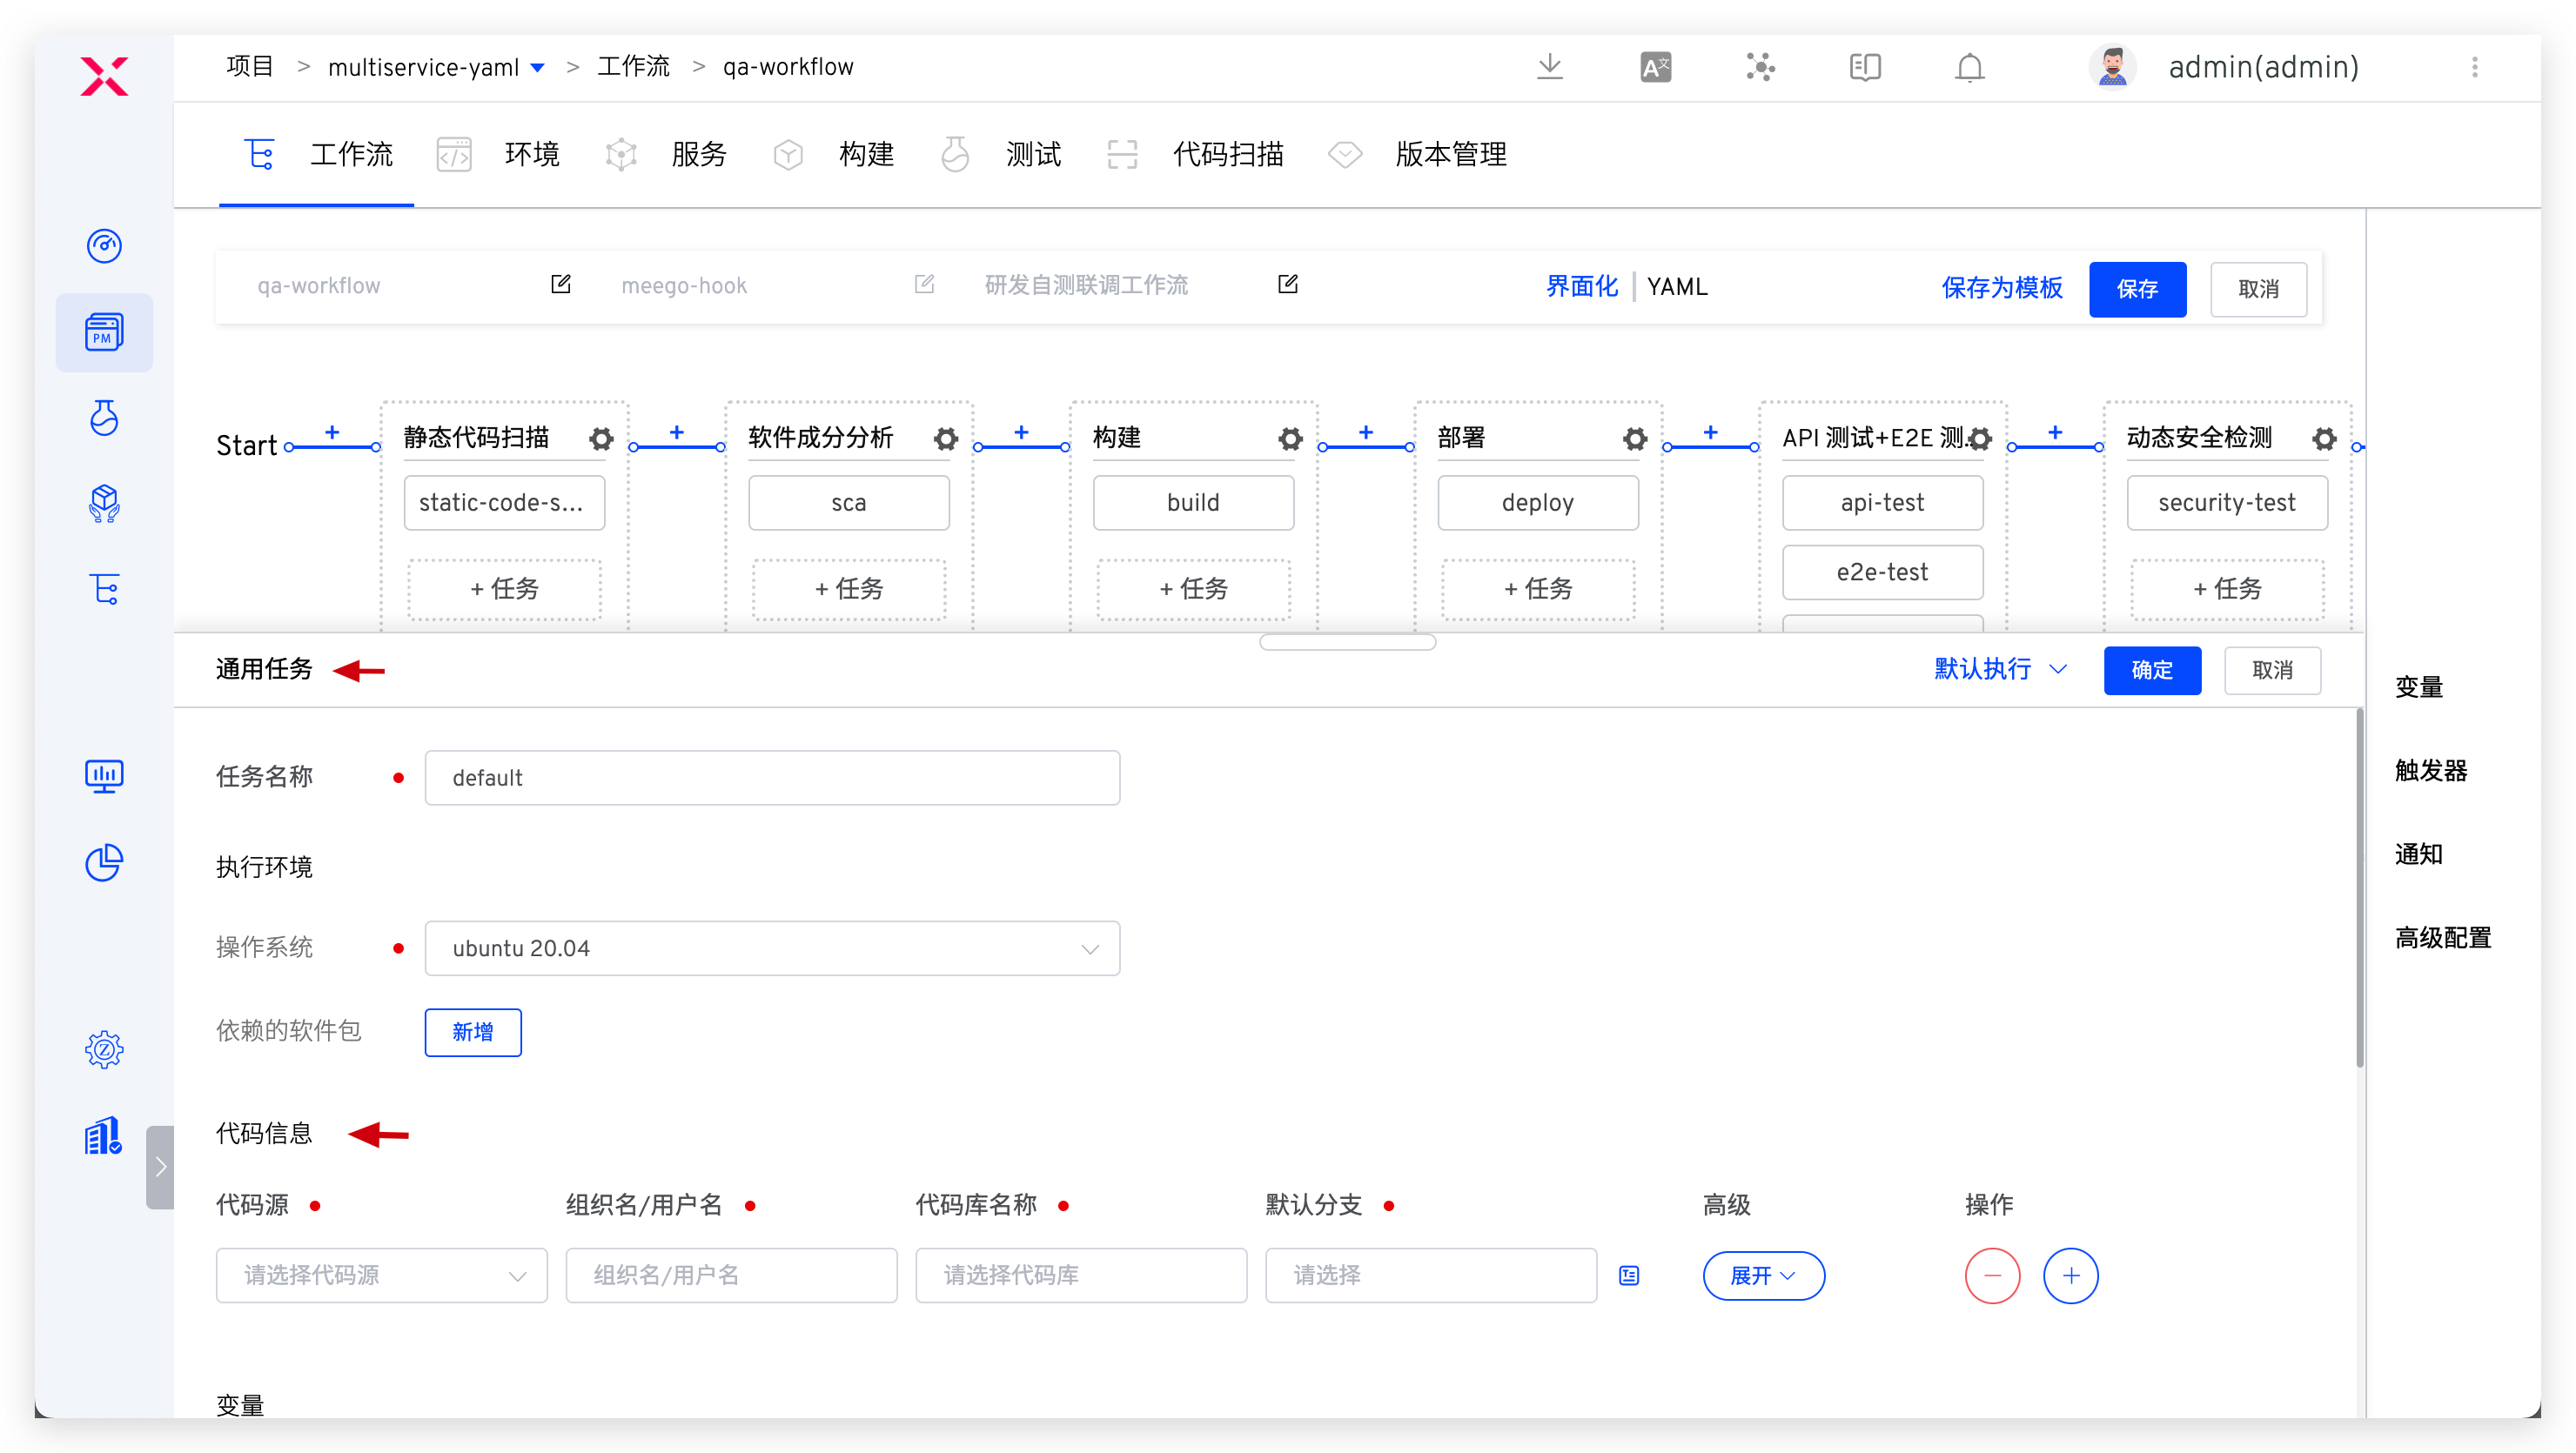 项目 > multiservice-yaml > 工作流 > qa-workflow
admin(admin)
工作流 环境 服务 构建 测试 代码扫描 版本管理
PM
qa-workflow meego-hook 研发自测联调工作流 界面化 | YAML 保存为模板 保存 取消
Start + 静态代码扫描 + 软件成分分析 + 构建 + 部署 + API 测试+E2E 测... + 动态安全检测
static-code-s... sca build deploy api-test security-test
e2e-test
+ 任务 + 任务 + 任务 + 任务 + 任务
通用任务 默认执行 确定 取消
变量
触发器
通知
高级配置
任务名称 default
执行环境
操作系统 ubuntu 20.04
依赖的软件包 新增
代码信息
代码源 组织名/用户名 代码库名称 默认分支 高级 操作
请选择代码源 组织名/用户名 请选择代码库 请选择 展开
变量